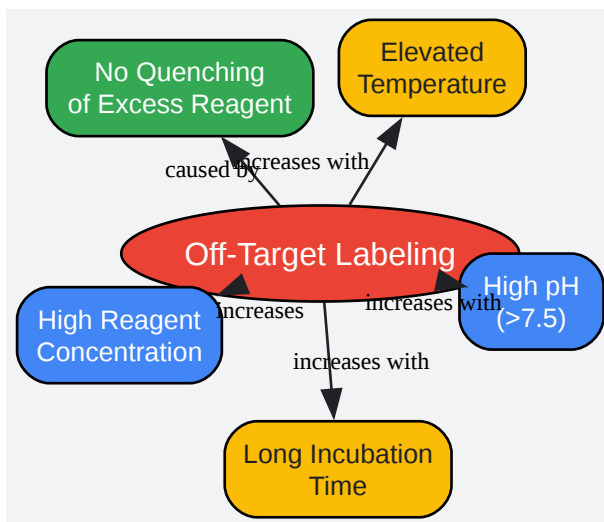 No Quenching
of Excess Reagent
Elevated
Temperature
caused by
increases with
Off-Target Labeling
High Reagent
Concentration
increases
increases with
High pH
(>7.5)
increases with
Long Incubation
Time